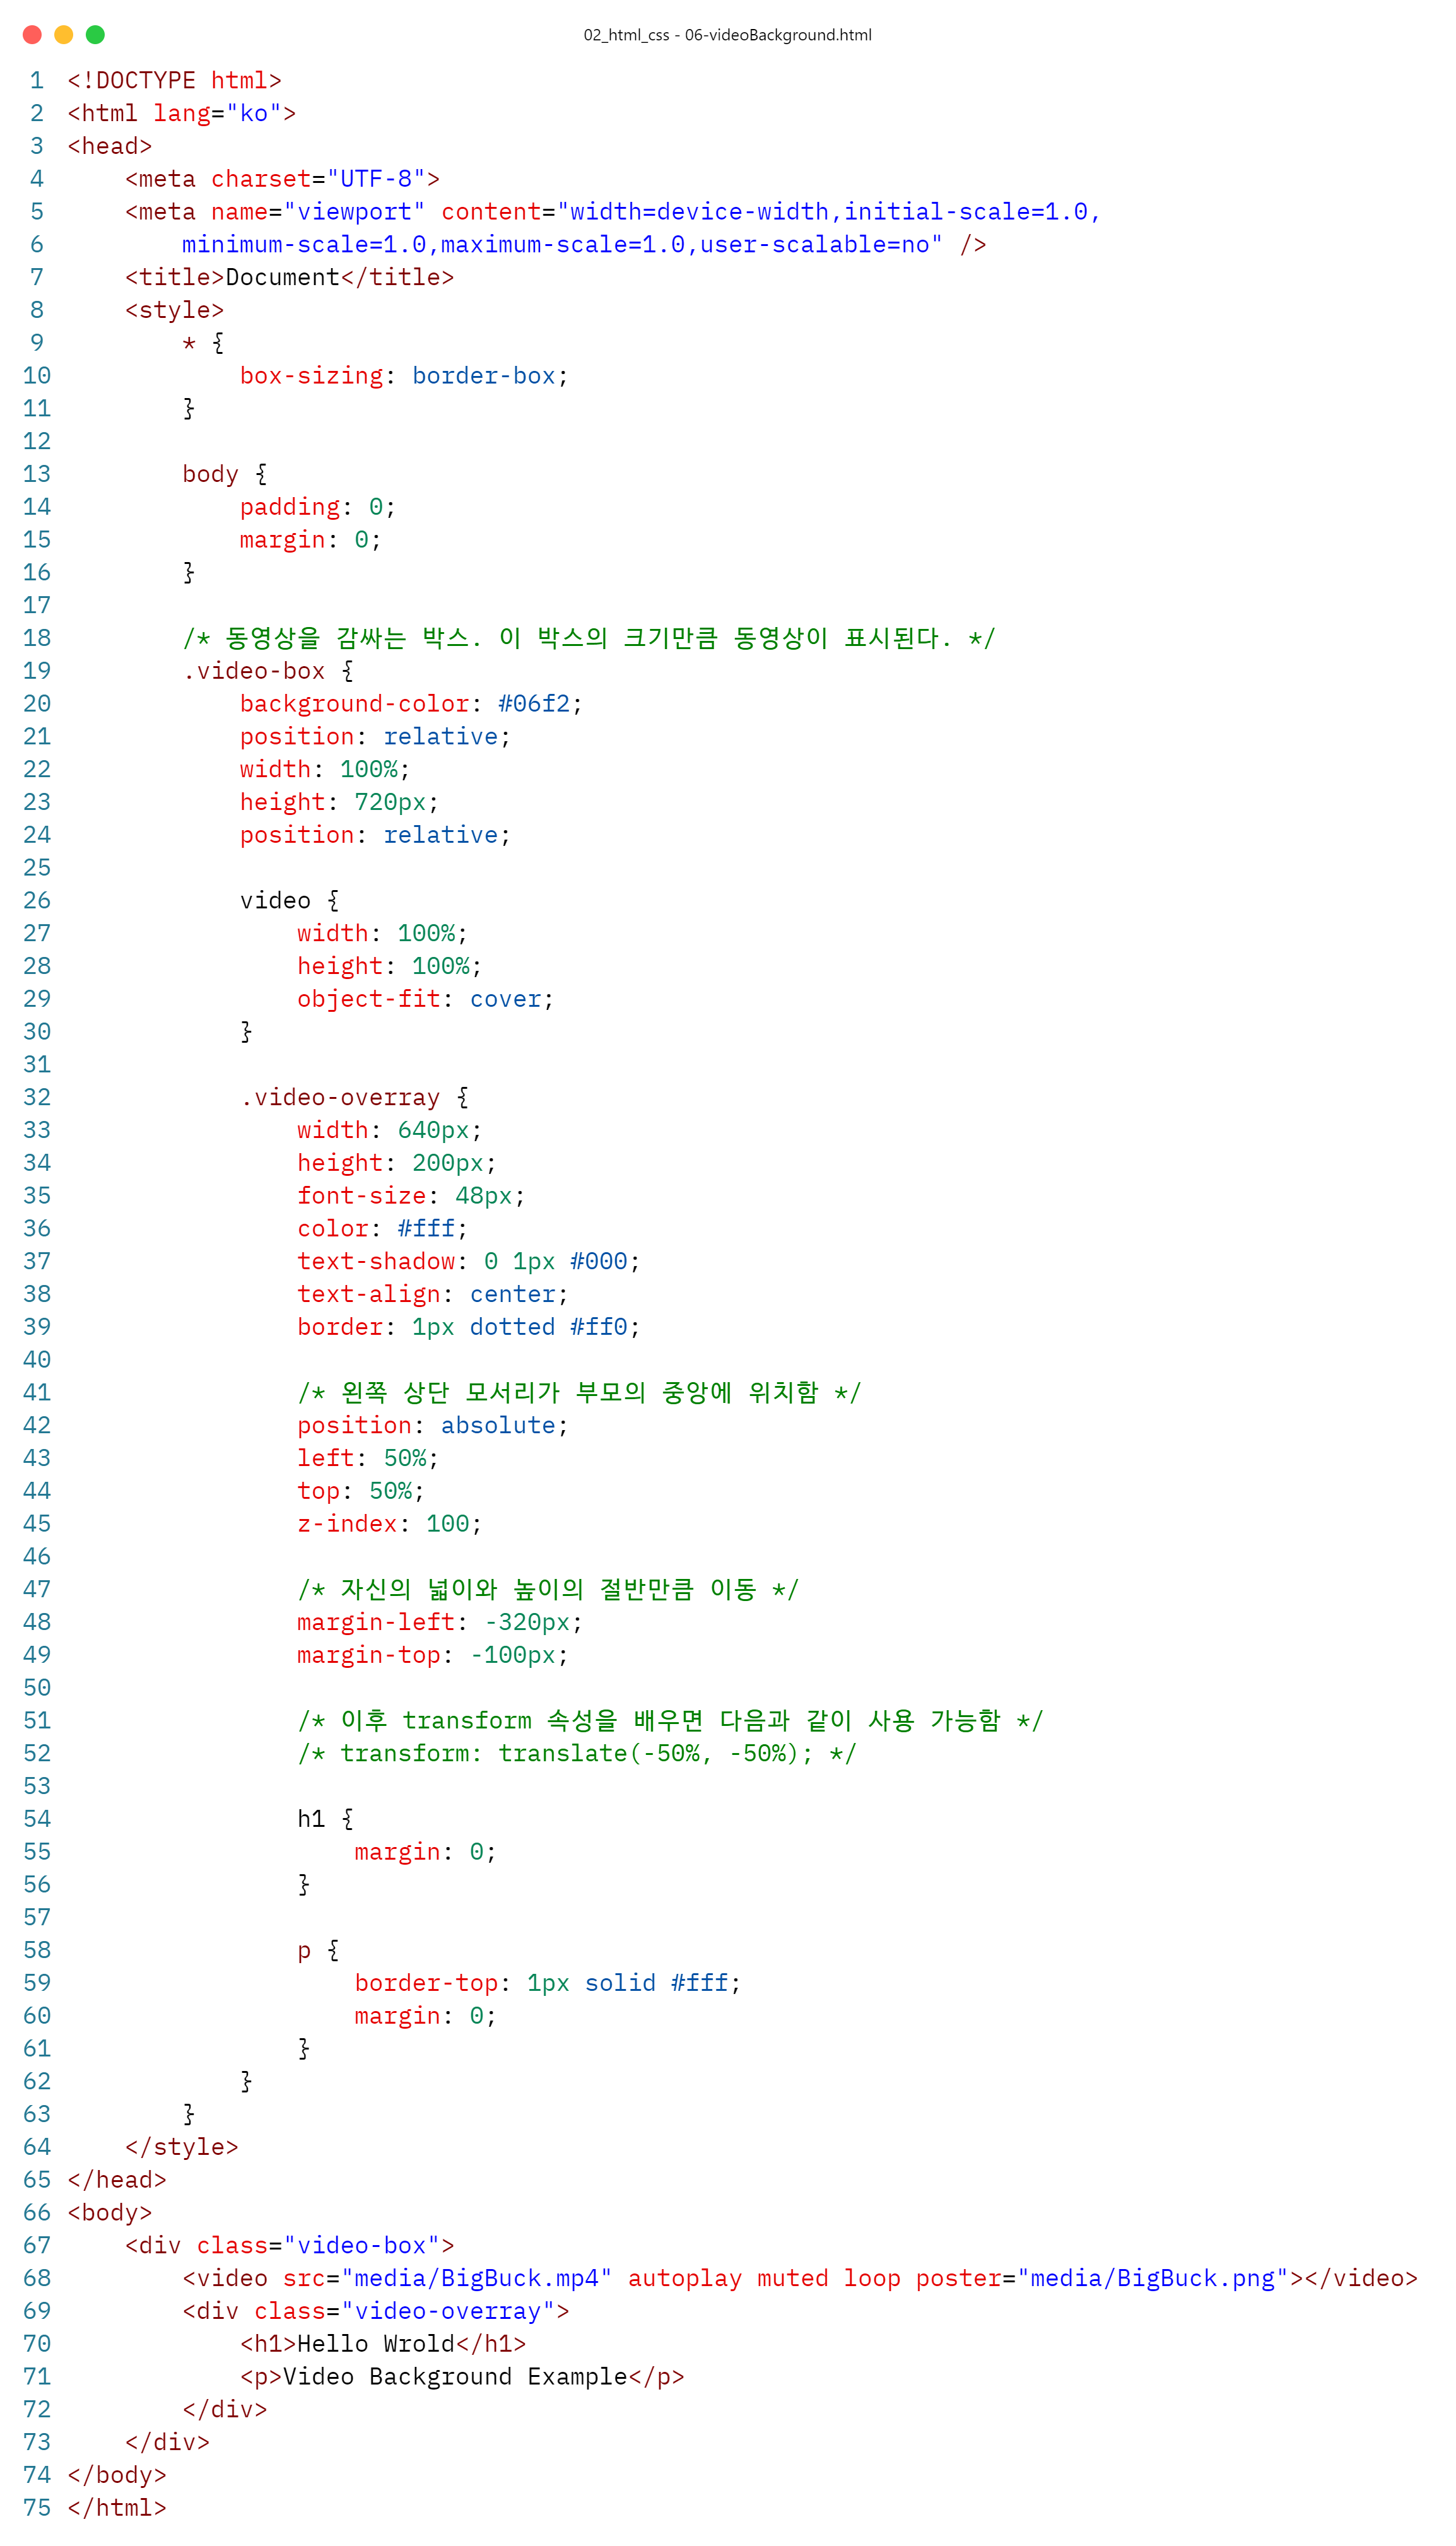 02_html_css - 06-videoBackground.html
1 <!DOCTYPE html>
2 <html lang="ko">
3 <head>
4     <meta charset="UTF-8">
5     <meta name="viewport" content="width=device-width,initial-scale=1.0,
6         minimum-scale=1.0,maximum-scale=1.0,user-scalable=no" />
7     <title>Document</title>
8     <style>
9         * {
10             box-sizing: border-box;
11         }
12
13         body {
14             padding: 0;
15             margin: 0;
16         }
17
18         /* 동영상을 감싸는 박스. 이 박스의 크기만큼 동영상이 표시된다. */
19         .video-box {
20             background-color: #06f2;
21             position: relative;
22             width: 100%;
23             height: 720px;
24             position: relative;
25
26             video {
27                 width: 100%;
28                 height: 100%;
29                 object-fit: cover;
30             }
31
32             .video-overray {
33                 width: 640px;
34                 height: 200px;
35                 font-size: 48px;
36                 color: #fff;
37                 text-shadow: 0 1px #000;
38                 text-align: center;
39                 border: 1px dotted #ff0;
40
41                 /* 왼쪽 상단 모서리가 부모의 중앙에 위치함 */
42                 position: absolute;
43                 left: 50%;
44                 top: 50%;
45                 z-index: 100;
46
47                 /* 자신의 넓이와 높이의 절반만큼 이동 */
48                 margin-left: -320px;
49                 margin-top: -100px;
50
51                 /* 이후 transform 속성을 배우면 다음과 같이 사용 가능함 */
52                 /* transform: translate(-50%, -50%); */
53
54                 h1 {
55                     margin: 0;
56                 }
57
58                 p {
59                     border-top: 1px solid #fff;
60                     margin: 0;
61                 }
62             }
63         }
64     </style>
65 </head>
66 <body>
67     <div class="video-box">
68         <video src="media/BigBuck.mp4" autoplay muted loop poster="media/BigBuck.png"></video>
69         <div class="video-overray">
70             <h1>Hello Wrold</h1>
71             <p>Video Background Example</p>
72         </div>
73     </div>
74 </body>
75 </html>